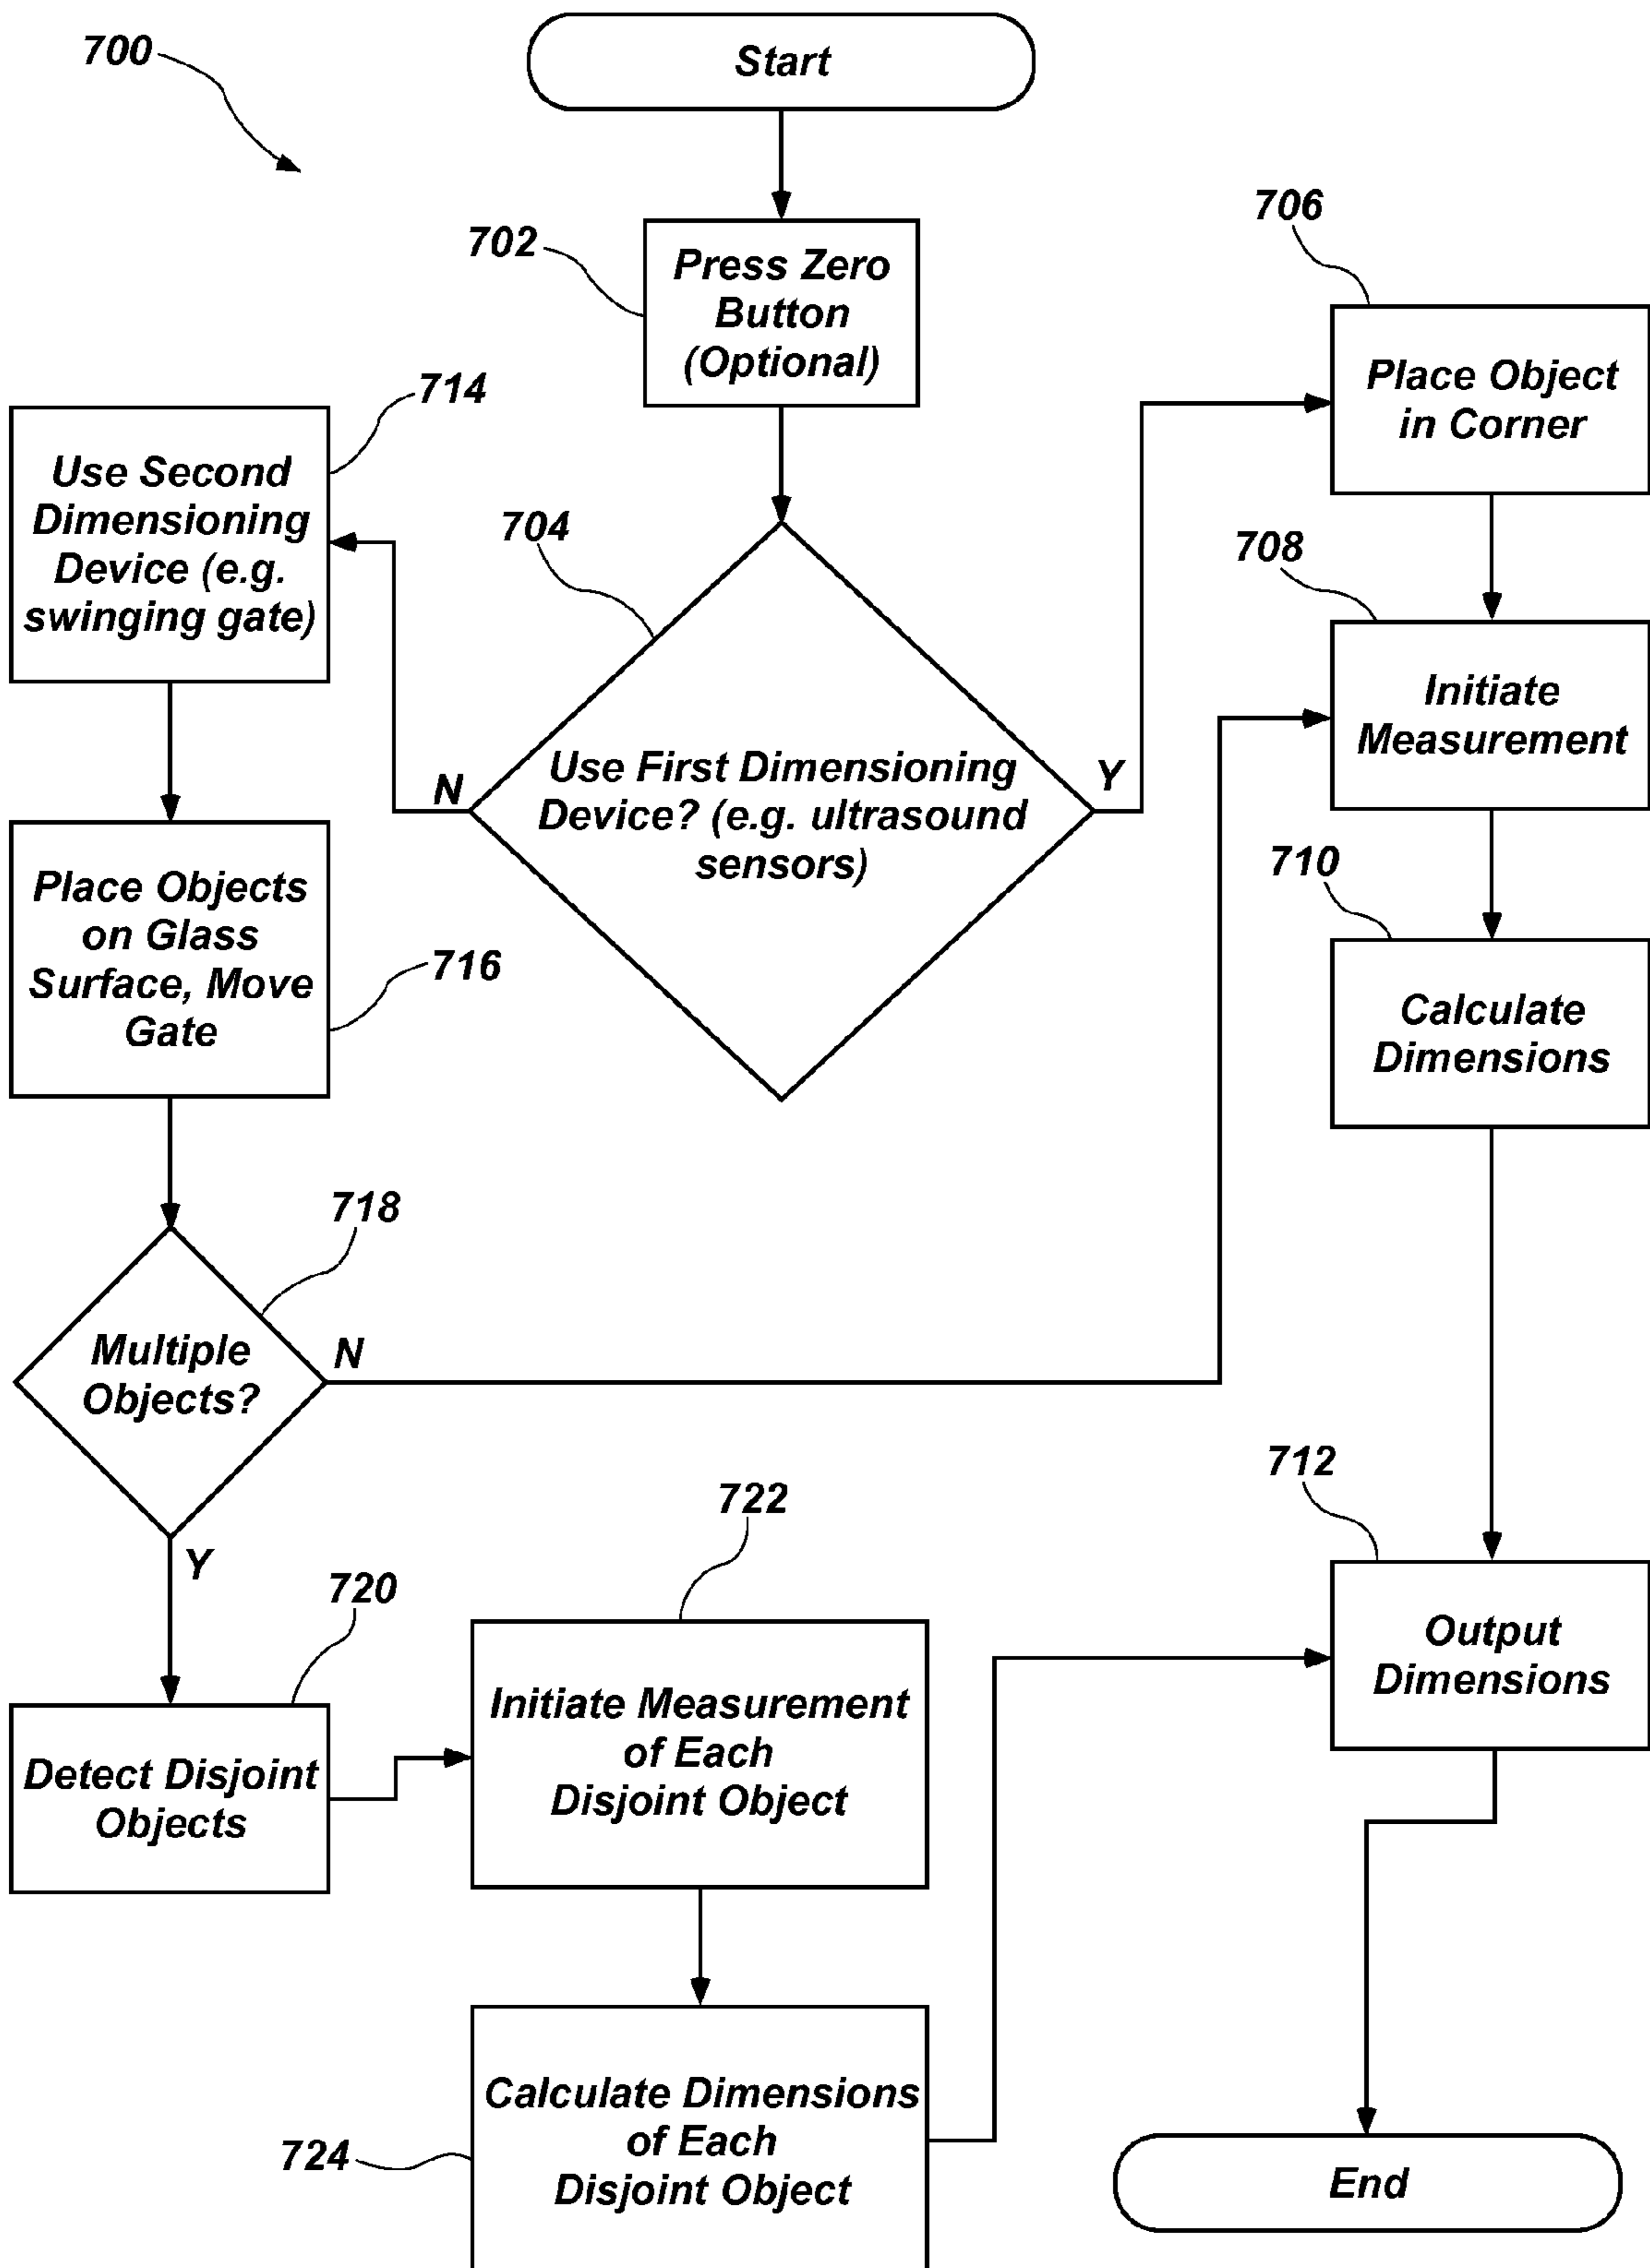 700
Start
702
Press Zero
Button
(Optional)
704
Use First Dimensioning
Device? (e.g. ultrasound
sensors)
N
Y
706
Place Object
in Corner
708
Initiate
Measurement
710
Calculate
Dimensions
712
Output
Dimensions
End
714
Use Second
Dimensioning
Device (e.g.
swinging gate)
716
Place Objects
on Glass
Surface, Move
Gate
718
Multiple
Objects?
N
Y
720
Detect Disjoint
Objects
722
Initiate Measurement
of Each
Disjoint Object
724
Calculate Dimensions
of Each
Disjoint Object